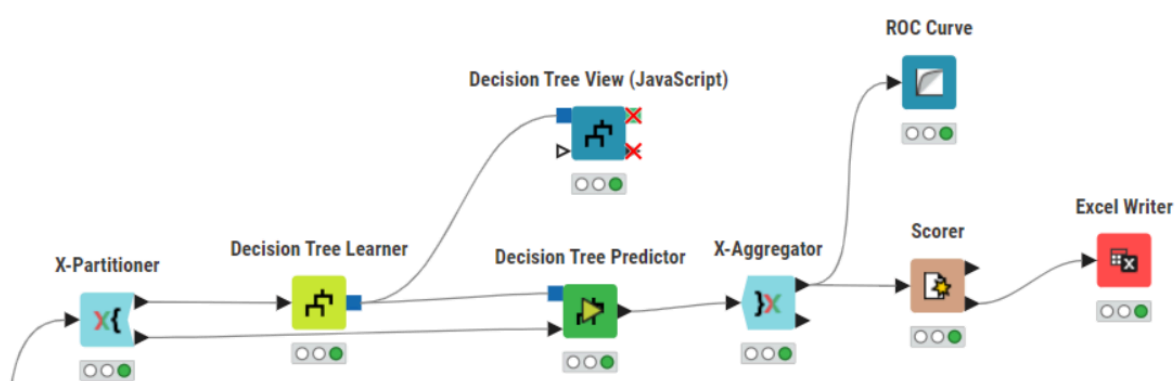 ROC Curve
Decision Tree View (JavaScript)
Excel Writer
Scorer
X-Aggregator
Decision Tree Learner
Decision Tree Predictor
X-Partitioner